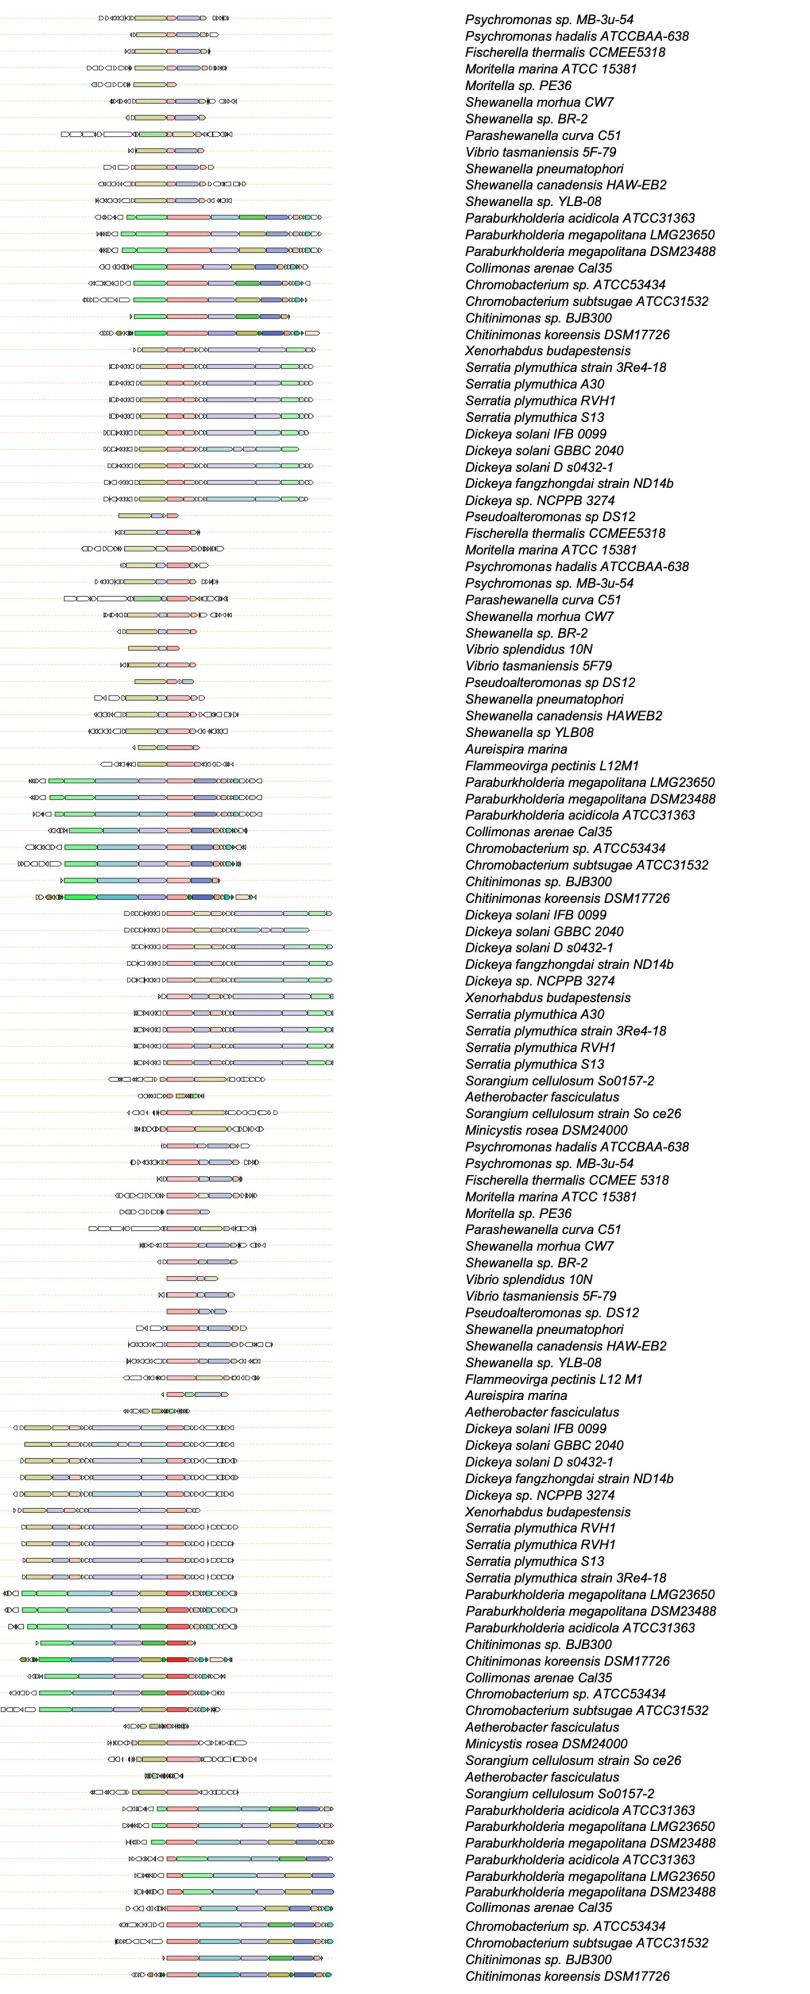 Psychromonas sp. MB-3u-54
Psychromonas hadalis ATCCBAA-638
Fischerella thermalis CCMEE5318
Moritella marina ATCC 15381
Moritella sp. PE36
Shewanella morhua CW7
Shewanella sp. BR-2
Parashewanella curva C51
Vibrio tasmaniensis 5F-79
Shewanella pneumatophori
Shewanella canadensis HAW-EB2
Shewanella sp. YLB-08
Paraburkholderia acidicola ATCC31363
Paraburkholderia megapolitana LMG23650
Paraburkholderia megapolitana DSM23488
Collimonas arenae Cal35
Chromobacterium sp. ATCC53434
Chromobacterium subtsugae ATCC31532
Chitinimonas sp. BJB300
Chitinimonas koreensis DSM17726
Xenorhabdus budapestensis
Serratia plymuthica strain 3Re4-18
Serratia plymuthica A30
Serratia plymuthica RVH1
Serratia plymuthica S13
Dickeya solani IFB 0099
Dickeya solani GBBC 2040
Dickeya solani D s0432-1
Dickeya fangzhongdai strain ND14b
Dickeya sp. NCPPB 3274
Pseudoalteromonas sp DS12
Fischerella thermalis CCMEE5318
Moritella marina ATCC 15381
Psychromonas hadalis ATCCBAA-638
Psychromonas sp. MB-3u-54
Parashewanella curva C51
Shewanella morhua CW7
Shewanella sp. BR-2
Vibrio splendidus 10N
Vibrio tasmaniensis 5F79
Pseudoalteromonas sp DS12
Shewanella pneumatophori
Shewanella canadensis HAWEB2
Shewanella sp YLB08
Aureispira marina
Flammeovirga pectinis L12M1
Paraburkholderia megapolitana LMG23650
Paraburkholderia megapolitana DSM23488
Paraburkholderia acidicola ATCC31363
Collimonas arenae Cal35
Chromobacterium sp. ATCC53434
Chromobacterium subtsugae ATCC31532
Chitinimonas sp. BJB300
Chitinimonas koreensis DSM17726
Dickeya solani IFB 0099
Dickeya solani GBBC 2040
Dickeya solani D s0432-1
Dickeya fangzhongdai strain ND14b
Dickeya sp. NCPPB 3274
Xenorhabdus budapestensis
Serratia plymuthica A30
Serratia plymuthica strain 3Re4-18
Serratia plymuthica RVH1
Serratia plymuthica S13
Sorangium cellulosum So0157-2
Aetherobacter fasciculatus
Sorangium cellulosum strain So ce26
Minicystis rosea DSM24000
Psychromonas hadalis ATCCBAA-638
Psychromonas sp. MB-3u-54
Fischerella thermalis CCMEE 5318
Moritella marina ATCC 15381
Moritella sp. PE36
Parashewanella curva C51
Shewanella morhua CW7
Shewanella sp. BR-2
Vibrio splendidus 10N
Vibrio tasmaniensis 5F-79
Pseudoalteromonas sp. DS12
Shewanella pneumatophori
Shewanella canadensis HAW-EB2
Shewanella sp. YLB-08
Flammeovirga pectinis L12 M1
Aureispira marina
Aetherobacter fasciculatus
Dickeya solani IFB 0099
Dickeya solani GBBC 2040
Dickeya solani D s0432-1
Dickeya fangzhongdai strain ND14b
Dickeya sp. NCPPB 3274
Xenorhabdus budapestensis
Serratia plymuthica RVH1
Serratia plymuthica RVH1
Serratia plymuthica S13
Serratia plymuthica strain 3Re4-18
Paraburkholderia megapolitana LMG23650
Paraburkholderia megapolitana DSM23488
Paraburkholderia acidicola ATCC31363
Chitinimonas sp. BJB300
Chitinimonas koreensis DSM17726
Collimonas arenae Cal35
Chromobacterium sp. ATCC53434
Chromobacterium subtsugae ATCC31532
Aetherobacter fasciculatus
Minicystis rosea DSM24000
Sorangium cellulosum strain So ce26
Aetherobacter fasciculatus
Sorangium cellulosum So0157-2
Paraburkholderia acidicola ATCC31363
Paraburkholderia megapolitana LMG23650
Paraburkholderia megapolitana DSM23488
Paraburkholderia acidicola ATCC31363
Paraburkholderia megapolitana LMG23650
Paraburkholderia megapolitana DSM23488
Collimonas arenae Cal35
Chromobacterium sp. ATCC53434
Chromobacterium subtsugae ATCC31532
Chitinimonas sp. BJB300
Chitinimonas koreensis DSM17726